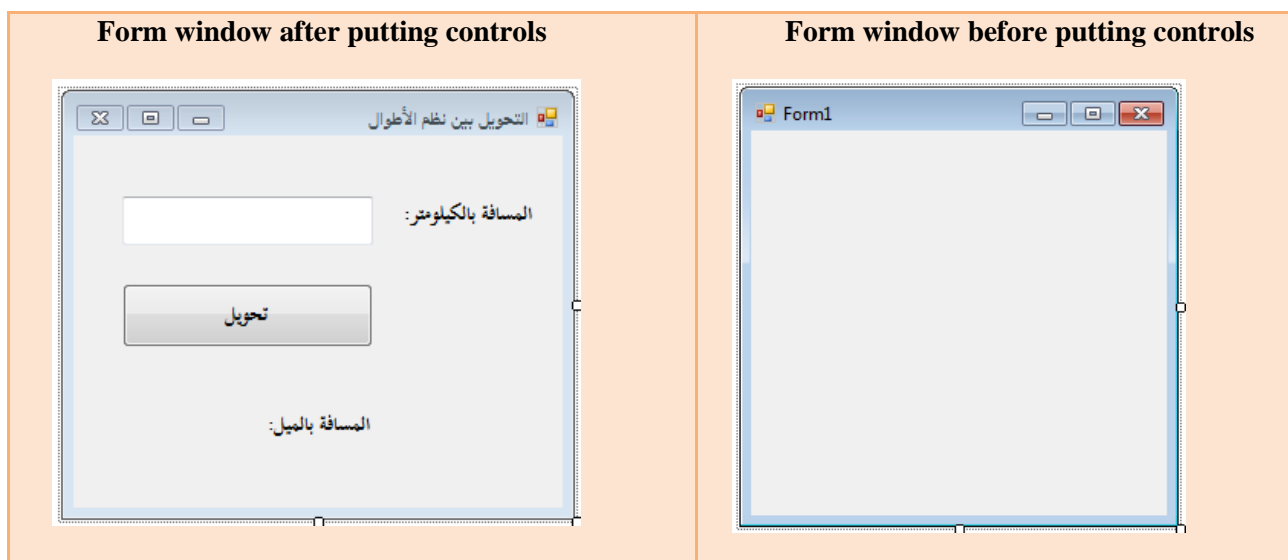 Form window after putting controls
التحويل بين نظم الأطوال
المسافة بالكيلومتر:
تحويل
المسافة بالميل:
Form window before putting controls
Form1